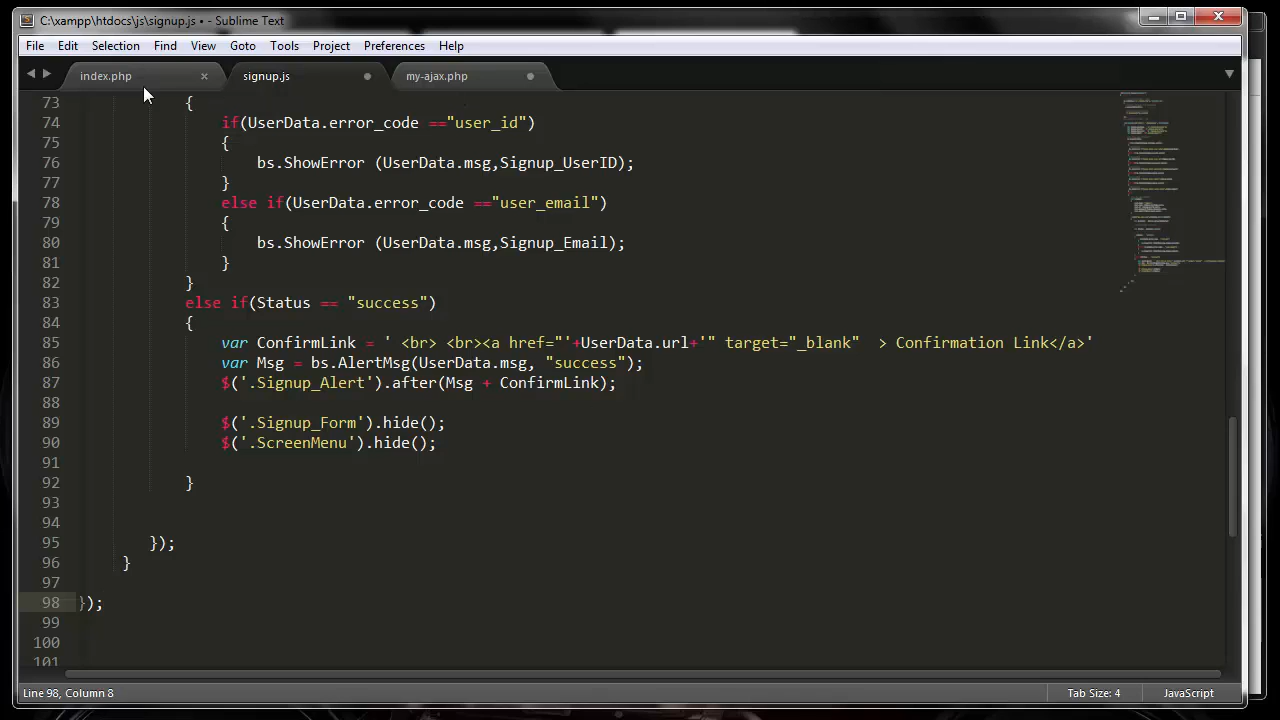 C:\xampp\htdocs\js\signup.js • - Sublime Text
File Edit Selection Find View Goto Tools Project Preferences Help
index.php signup.js my-ajax.php
73 {
74 if(UserData.error_code =="user_id")
75 {
76 bs.ShowError (UserData.msg,Signup_UserID);
77 }
78 else if(UserData.error_code =="user_email")
79 {
80 bs.ShowError (UserData.msg,Signup_Email);
81 }
82 }
83 else if(Status == "success")
84 {
85 var ConfirmLink = ' <br> <br><a href="'+UserData.url+'" target="_blank"  > Confirmation Link</a>'
86 var Msg = bs.AlertMsg(UserData.msg, "success");
87 $('.Signup_Alert').after(Msg + ConfirmLink);
88
89 $('.Signup_Form').hide();
90 $('.ScreenMenu').hide();
91
92 }
93
94
95 });
96 }
97
98 });
99
100
101
Line 98, Column 8 Tab Size: 4 JavaScript